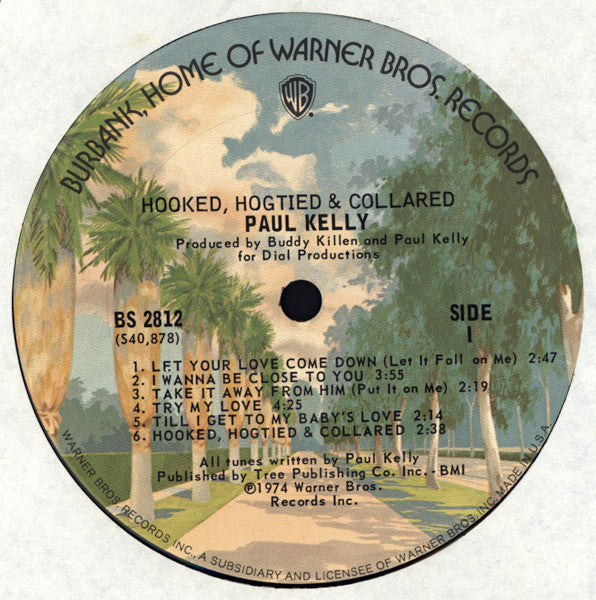 BURBANK, HOME OF WARNER BROS. RECORDS
WB
HOOKED, HOGTIED & COLLARED
PAUL KELLY
Produced by Buddy Killen and Paul Kelly
for Dial Productions
BS 2812
(S40,878)
SIDE
1
1. LET YOUR LOVE COME DOWN (Let It Fall on Me) 2:47
2. I WANNA BE CLOSE TO YOU 3:55
3. TAKE IT AWAY FROM HIM (Put It on Me) 2:19
4. TRY MY LOVE 4:25
5. TILL I GET TO MY BABY'S LOVE 2:14
6. HOOKED, HOGTIED & COLLARED 2:38
All tunes written by Paul Kelly
Published by Tree Publishing Co. Inc. - BMI
℗1974 Warner Bros.
Records Inc.
WARNER BROS. RECORDS INC., A SUBSIDIARY AND LICENSEE OF WARNER BROS. INC. MADE IN U.S.A.